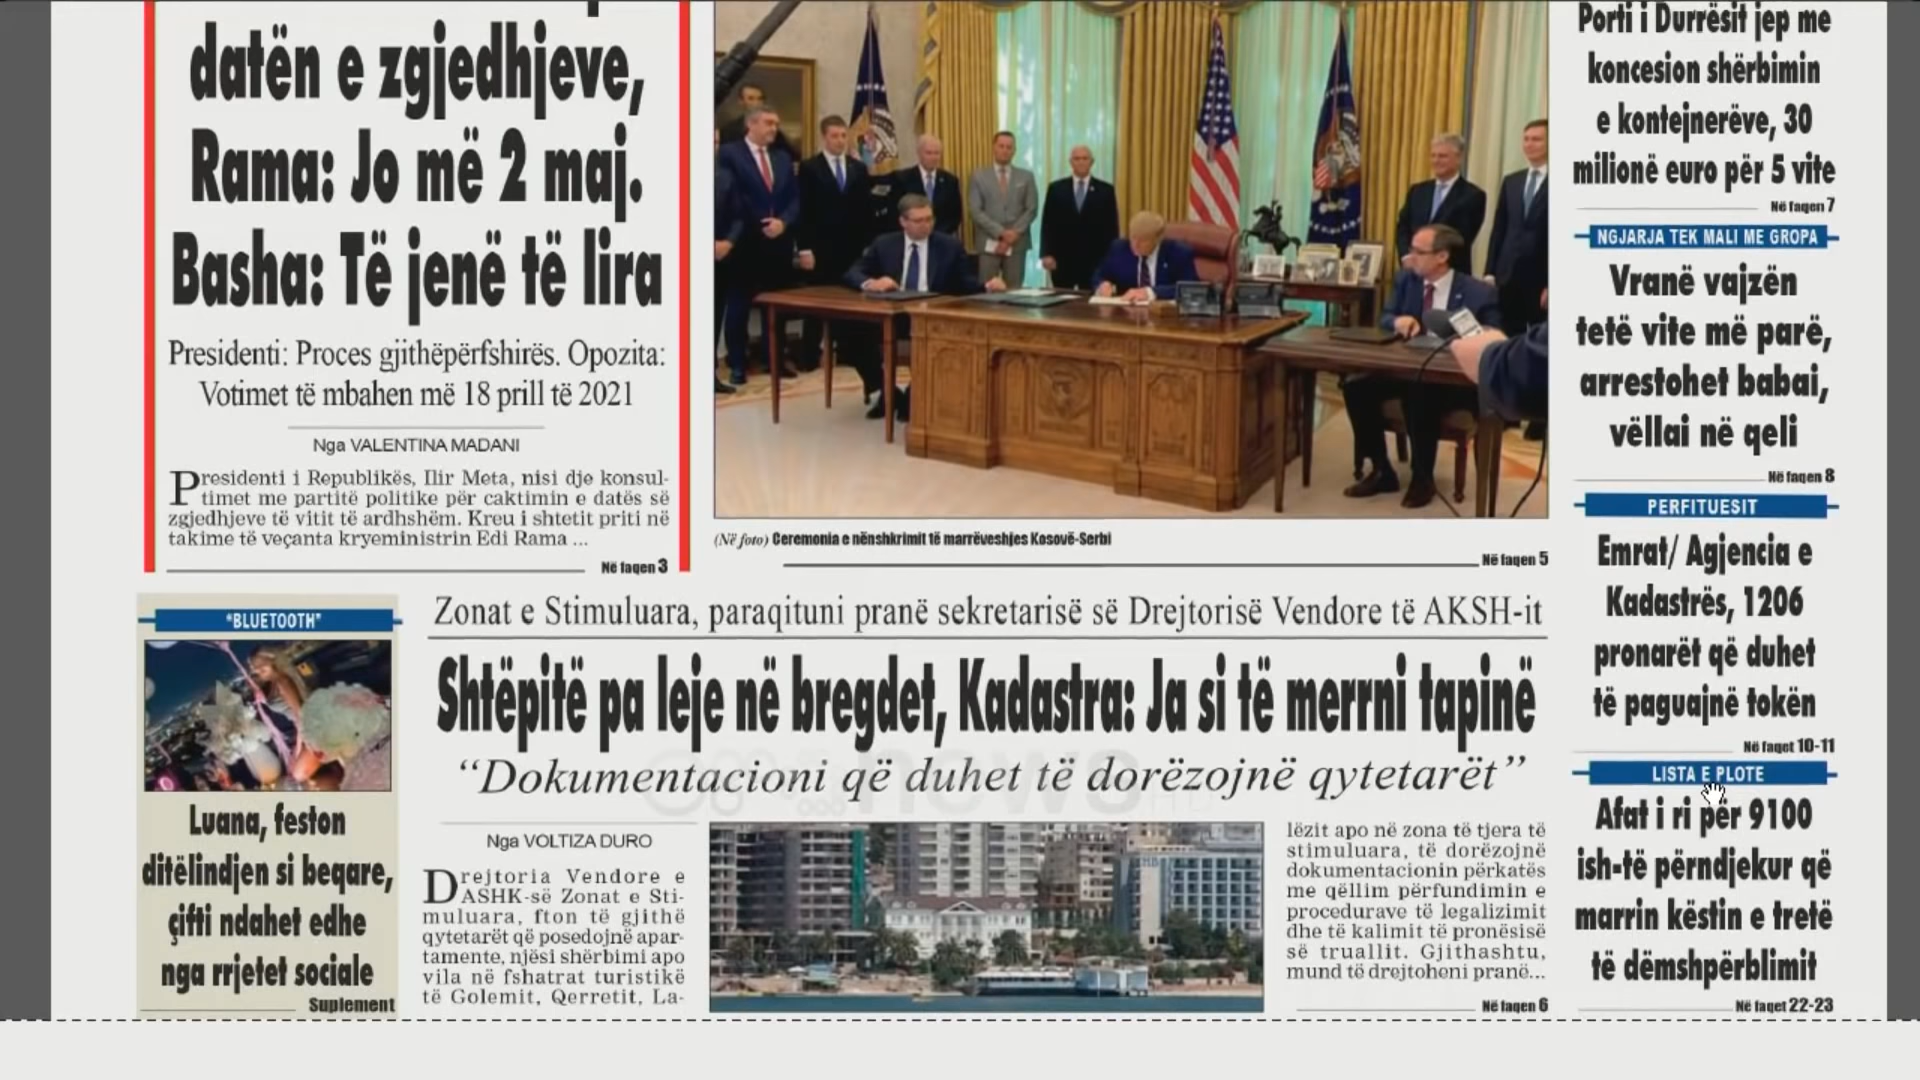 datën e zgjedhjeve,
Rama: Jo më 2 maj.
Basha: Të jenë të lira
Presidenti: Proces gjithëpërfshirës. Opozita:
Votimet të mbahen më 18 prill të 2021
Nga VALENTINA MADANI
Presidenti i Republikës, Ilir Meta, nisi dje konsul-
timet me partitë politike për caktimin e datës së
zgjedhjeve të vitit të ardhshëm. Kreu i shtetit priti në
takime të veçanta kryeministrin Edi Rama ...
Në faqen 3
(Në foto) Ceremonia e nënshkrimit të marrëveshjes Kosovë-Serbi
Në faqen 5
Porti i Durrësit jep me
koncesion shërbimin
e kontejnerëve, 30
milionë euro për 5 vite
Në faqen 7
NGJARJA TEK MALI ME GROPA
Vranë vajzën
tetë vite më parë,
arrestohet babai,
vëllai në qeli
Në faqen 8
PERFITUESIT
Emrat/ Agjencia e
Kadastrës, 1206
pronarët që duhet
të paguajnë tokën
Në faqet 10-11
LISTA E PLOTE
Afat i ri për 9100
ish-të përndjekur që
marrin këstin e tretë
të dëmshpërblimit
Në faqet 22-23
"BLUETOOTH"
Luana, feston
ditëlindjen si beqare,
çifti ndahet edhe
nga rrjetet sociale
Suplement
Zonat e Stimuluara, paraqituni pranë sekretarisë së Drejtorisë Vendore të AKSH-it
Shtëpitë pa leje në bregdet, Kadastra: Ja si të merrni tapinë
“Dokumentacioni që duhet të dorëzojnë qytetarët”
news
Nga VOLTIZA DURO
Drejtoria Vendore e
ASHK-së Zonat e Sti-
muluara, fton të gjithë
qytetarët që posedojnë apar-
tamente, njësi shërbimi apo
vila në fshatrat turistikë
të Golemit, Qerretit, La-
lëzit apo në zona të tjera të
stimuluara, të dorëzojnë
dokumentacionin përkatës
me qëllim përfundimin e
procedurave të legalizimit
dhe të kalimit të pronësisë
së truallit. Gjithashtu,
mund të drejtoheni pranë...
Në faqen 6